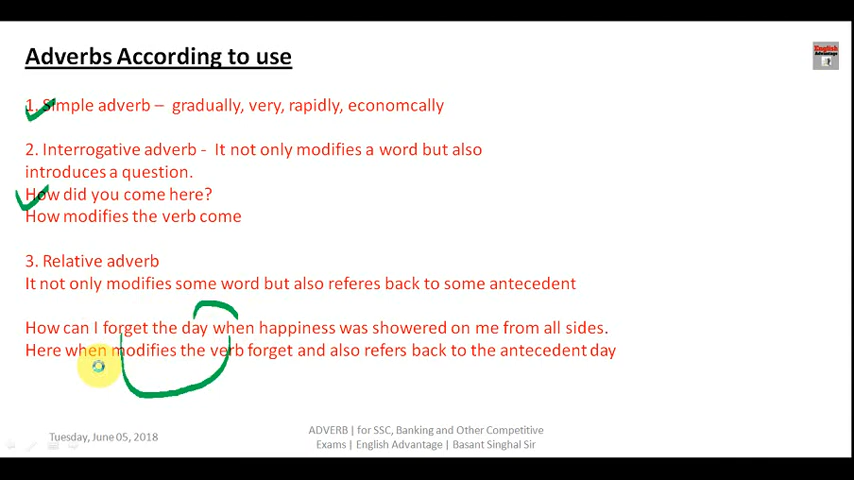 Adverbs According to use
English
Advantage
1. Simple adverb – gradually, very, rapidly, economcally
2. Interrogative adverb - It not only modifies a word but also
introduces a question.
How did you come here?
How modifies the verb come
3. Relative adverb
It not only modifies some word but also referes back to some antecedent
How can I forget the day when happiness was showered on me from all sides.
Here when modifies the verb forget and also refers back to the antecedent day
Tuesday, June 05, 2018
ADVERB | for SSC, Banking and Other Competitive
Exams | English Advantage | Basant Singhal Sir